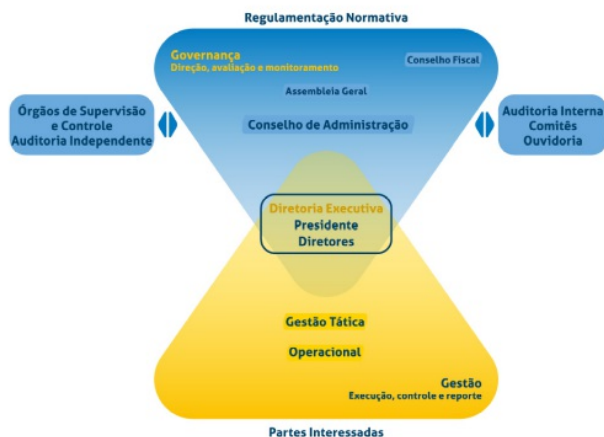 Regulamentação Normativa
Governança
Direção, avaliação e monitoramento
Conselho Fiscal
Assembleia Geral
Conselho de Administração
Órgãos de Supervisão
e Controle
Auditoria Independente
Auditoria Interna
Comitês
Ouvidoria
Diretoria Executiva
Presidente
Diretores
Gestão Tática
Operacional
Gestão
Execução, controle e reporte
Partes Interessadas